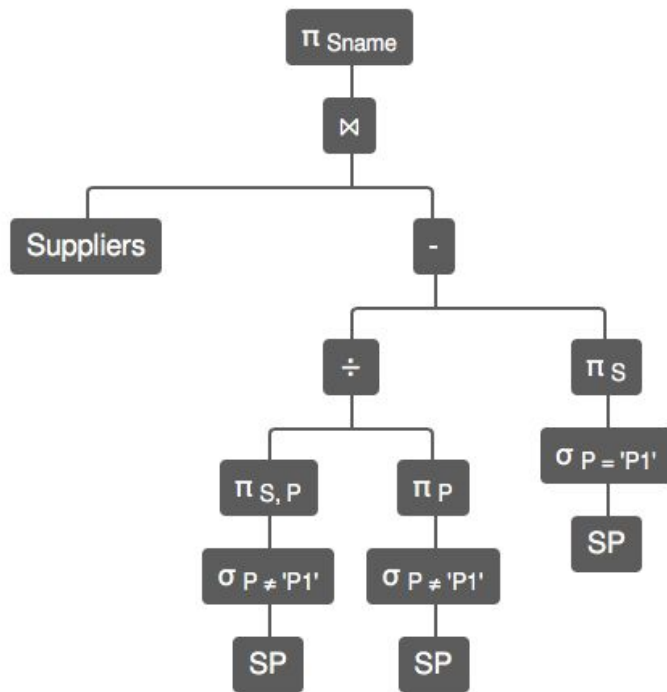 π Sname
⋈
Suppliers
-
÷
π S
π S, P
π P
σ P = 'P1'
σ P ≠ 'P1'
σ P ≠ 'P1'
SP
SP
SP